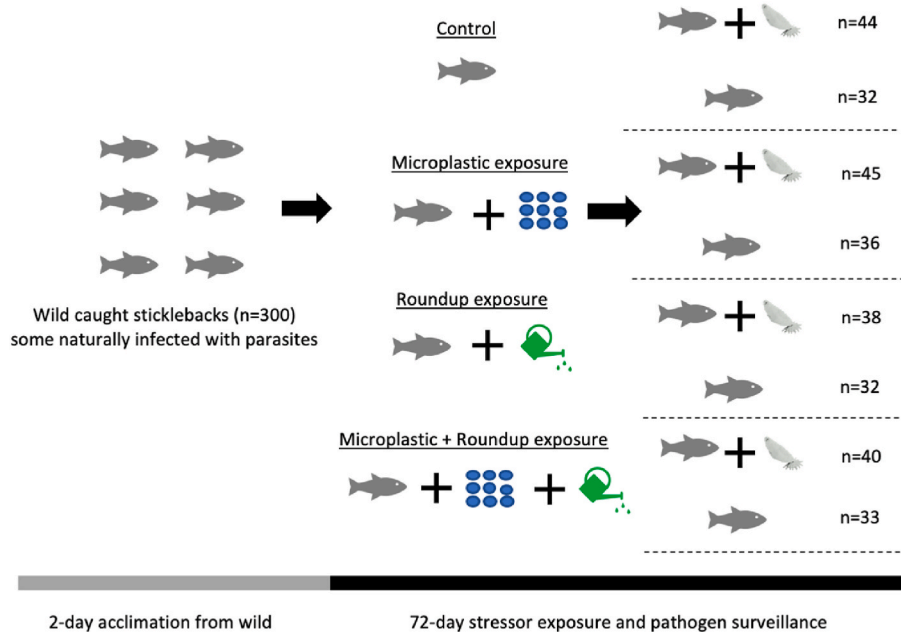 Control
n=44
n=32
Microplastic exposure
n=45
n=36
Wild caught sticklebacks (n=300)
some naturally infected with parasites
Roundup exposure
n=38
n=32
Microplastic + Roundup exposure
n=40
n=33
2-day acclimation from wild
72-day stressor exposure and pathogen surveillance